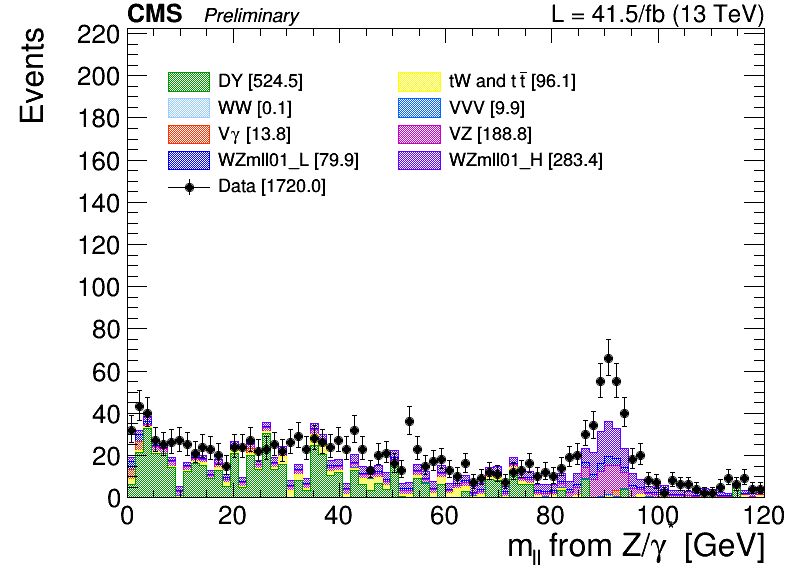 CMS Preliminary L = 41.5/fb (13 TeV)
Events
220
200
180
160
140
120
100
80
60
40
20
0
DY [524.5] tW and tt̅ [96.1]
WW [0.1] VVV [9.9]
Vγ [13.8] VZ [188.8]
WZmll01_L [79.9] WZmll01_H [283.4]
Data [1720.0]
0 20 40 60 80 100 120
m_ll from Z/γ* [GeV]